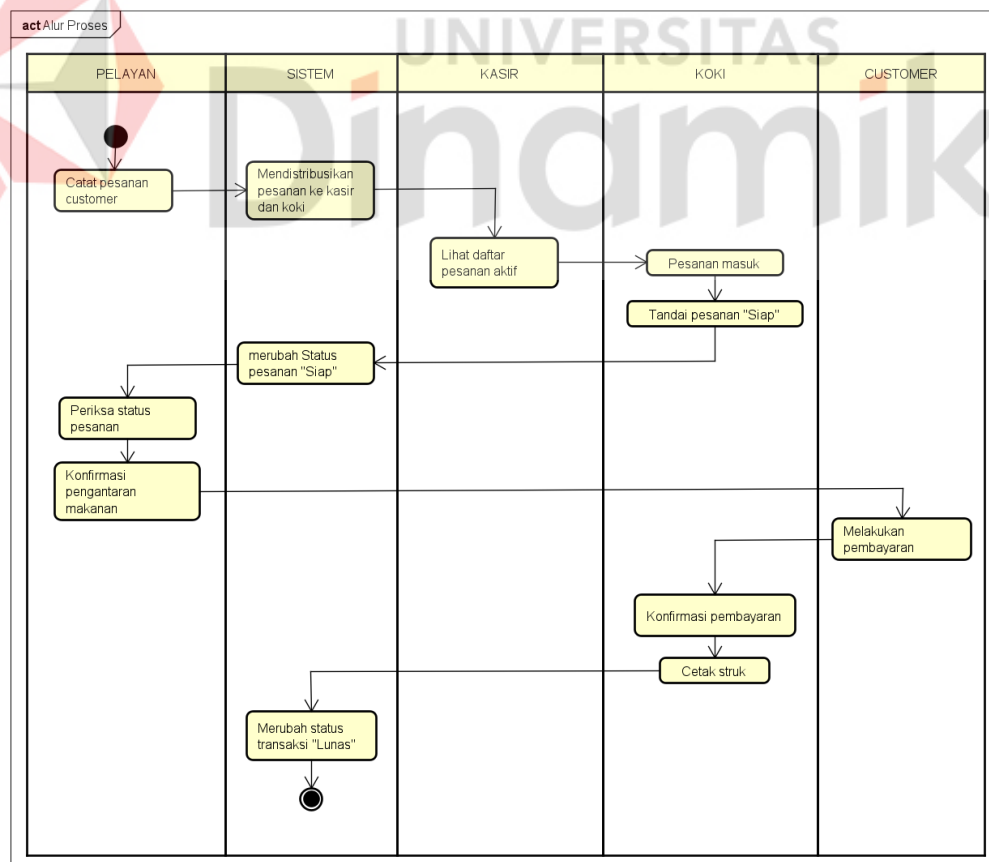 act Alur Proses
UNIVERSITAS
Dinamik
PELAYAN
SISTEM
KASIR
KOKI
CUSTOMER
Catat pesanan
customer
Mendistribusikan
pesanan ke kasir
dan koki
Lihat daftar
pesanan aktif
Pesanan masuk
Tandai pesanan "Siap"
merubah Status
pesanan "Siap"
Periksa status
pesanan
Konfirmasi
pengantaran
makanan
Melakukan
pembayaran
Konfirmasi pembayaran
Cetak struk
Merubah status
transaksi "Lunas"